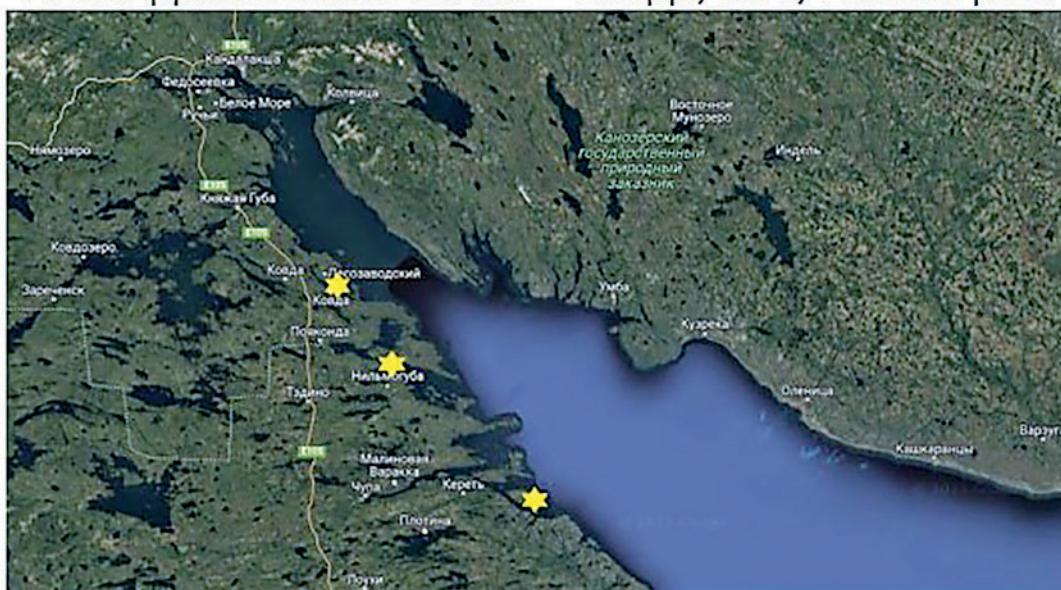 E105
Кандалакша
Федосеевка
Белое Море
Ручьи
Колвица
Нямозеро
Восточное
Мунозеро
Канозерский
государственный
природный
заказник
Индель
E105
Княжая Губа
E105
Ковдозеро
Ковда
Лесозаводский
Зареченск
Ковда
Умба
Пояконда
Кузрека
Нильмогуба
Тэдино
Оленица
Варзуга
E105
Кашкаранцы
Малиновая
Варакка
Чупа
Кереть
Плотина
Лоухи